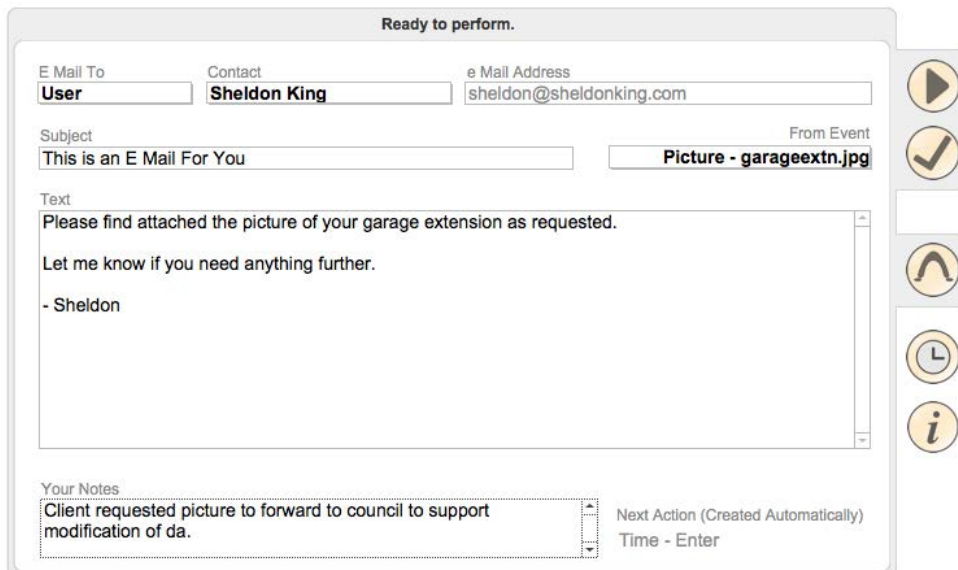 Ready to perform.
E Mail To Contact e Mail Address
User Sheldon King sheldon@sheldonking.com
Subject From Event
This is an E Mail For You Picture - garageextn.jpg
Text
Please find attached the picture of your garage extension as requested.
Let me know if you need anything further.
- Sheldon
Your Notes
Client requested picture to forward to council to support
modification of da.
Next Action (Created Automatically)
Time - Enter
i